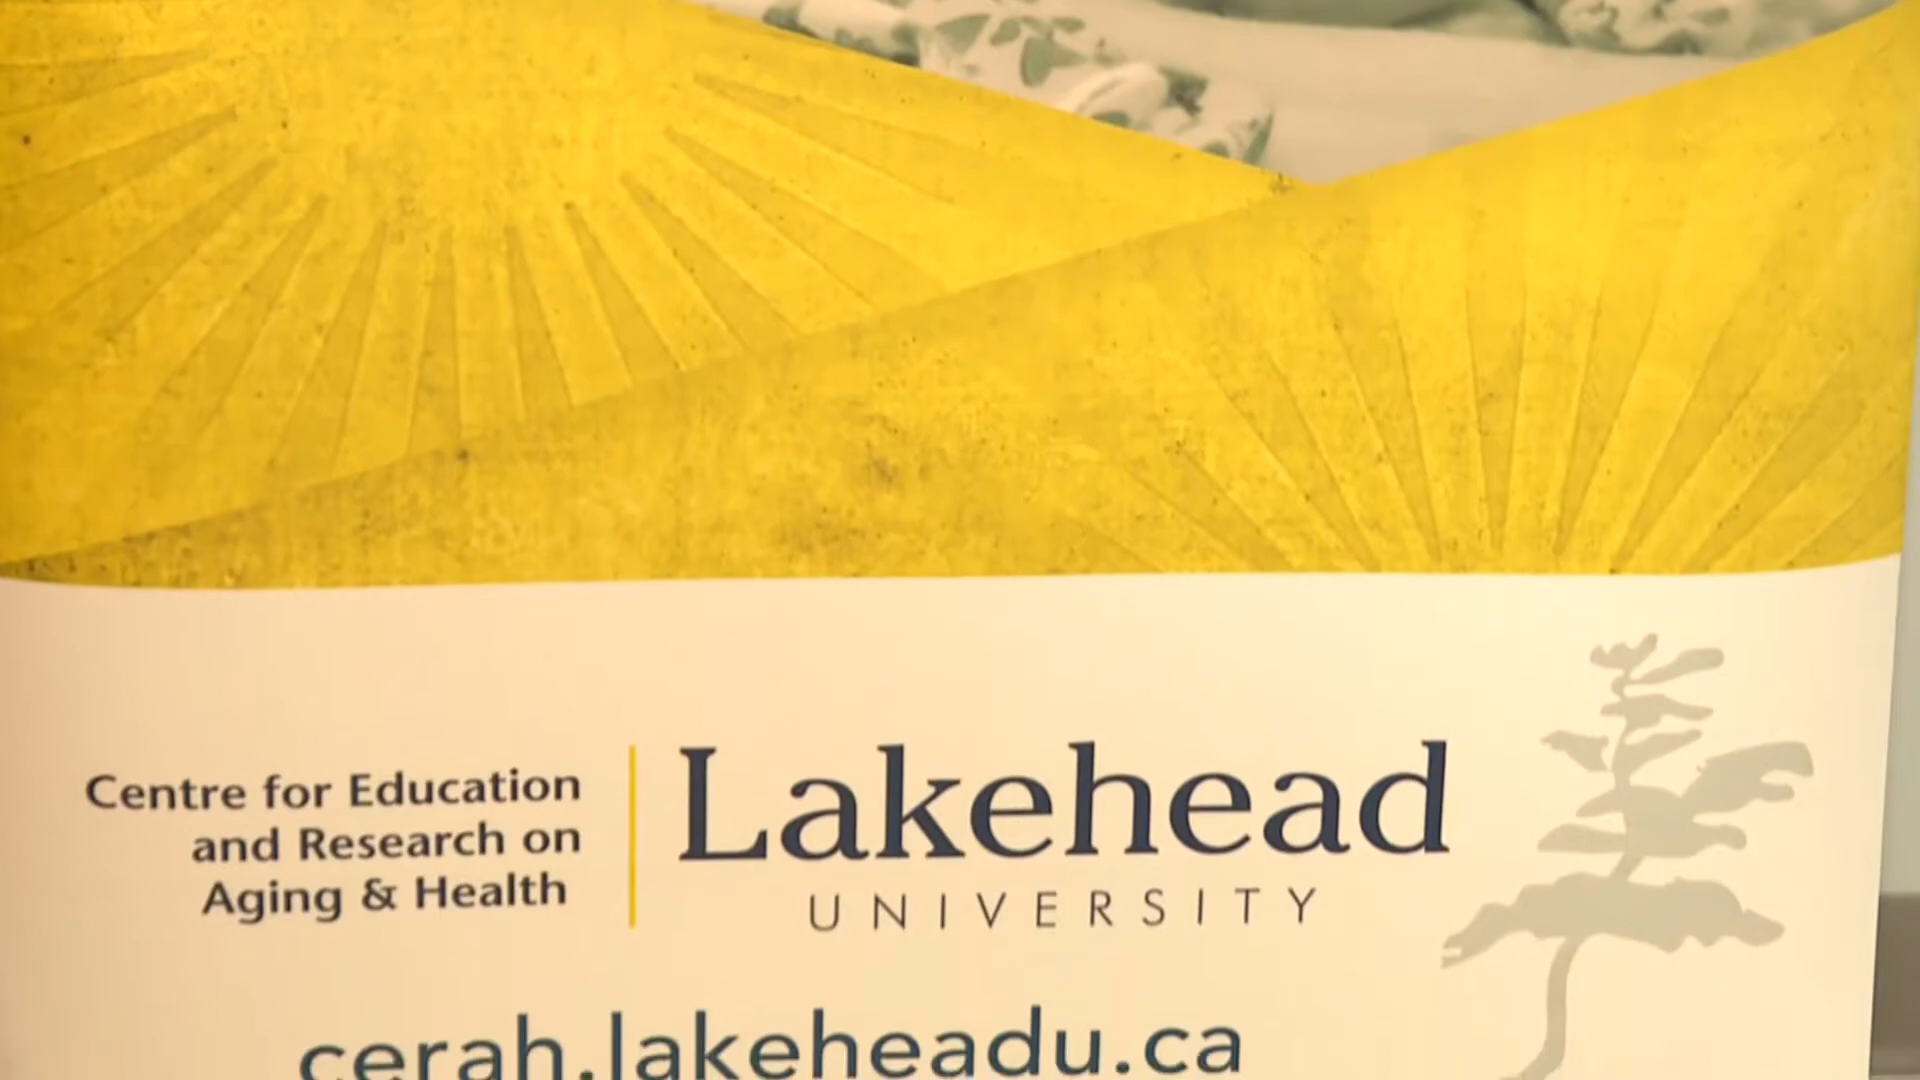 Centre for Education
and Research on
Aging & Health
Lakehead
UNIVERSITY
cerah.lakeheadu.ca